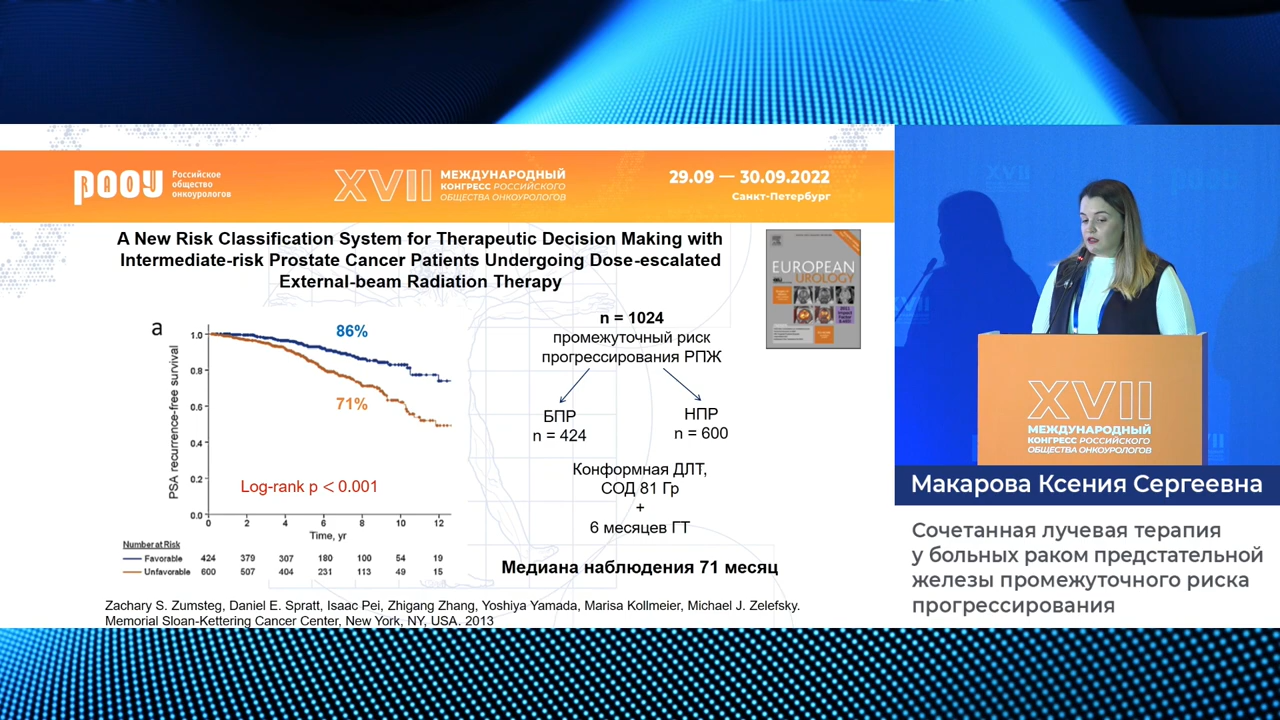 РООУ
Российское
общество
онкоурологов
XVII
МЕЖДУНАРОДНЫЙ
КОНГРЕСС РОССИЙСКОГО
ОБЩЕСТВА ОНКОУРОЛОГОВ
29.09 — 30.09.2022
Санкт-Петербург
A New Risk Classification System for Therapeutic Decision Making with
Intermediate-risk Prostate Cancer Patients Undergoing Dose-escalated
External-beam Radiation Therapy
EUROPEAN
UROLOGY
a
86%
71%
Log-rank p < 0.001
PSA recurrence-free survival
1.0
0.8
0.6
0.4
0.2
0.0
0 2 4 6 8 10 12
Time, yr
Number at Risk
Favorable 424 379 307 180 100 54 19
Unfavorable 600 507 404 231 113 49 15
n = 1024
промежуточный риск
прогрессирования РПЖ
БПР
n = 424
НПР
n = 600
Конформная ДЛТ,
СОД 81 Гр
+
6 месяцев ГТ
Медиана наблюдения 71 месяц
Zachary S. Zumsteg, Daniel E. Spratt, Isaac Pei, Zhigang Zhang, Yoshiya Yamada, Marisa Kollmeier, Michael J. Zelefsky.
Memorial Sloan-Kettering Cancer Center, New York, NY, USA. 2013
XVII
МЕЖДУНАРОДНЫЙ
КОНГРЕСС РОССИЙСКОГО
ОБЩЕСТВА ОНКОУРОЛОГОВ
Макарова Ксения Сергеевна
Сочетанная лучевая терапия
у больных раком предстательной
железы промежуточного риска
прогрессирования